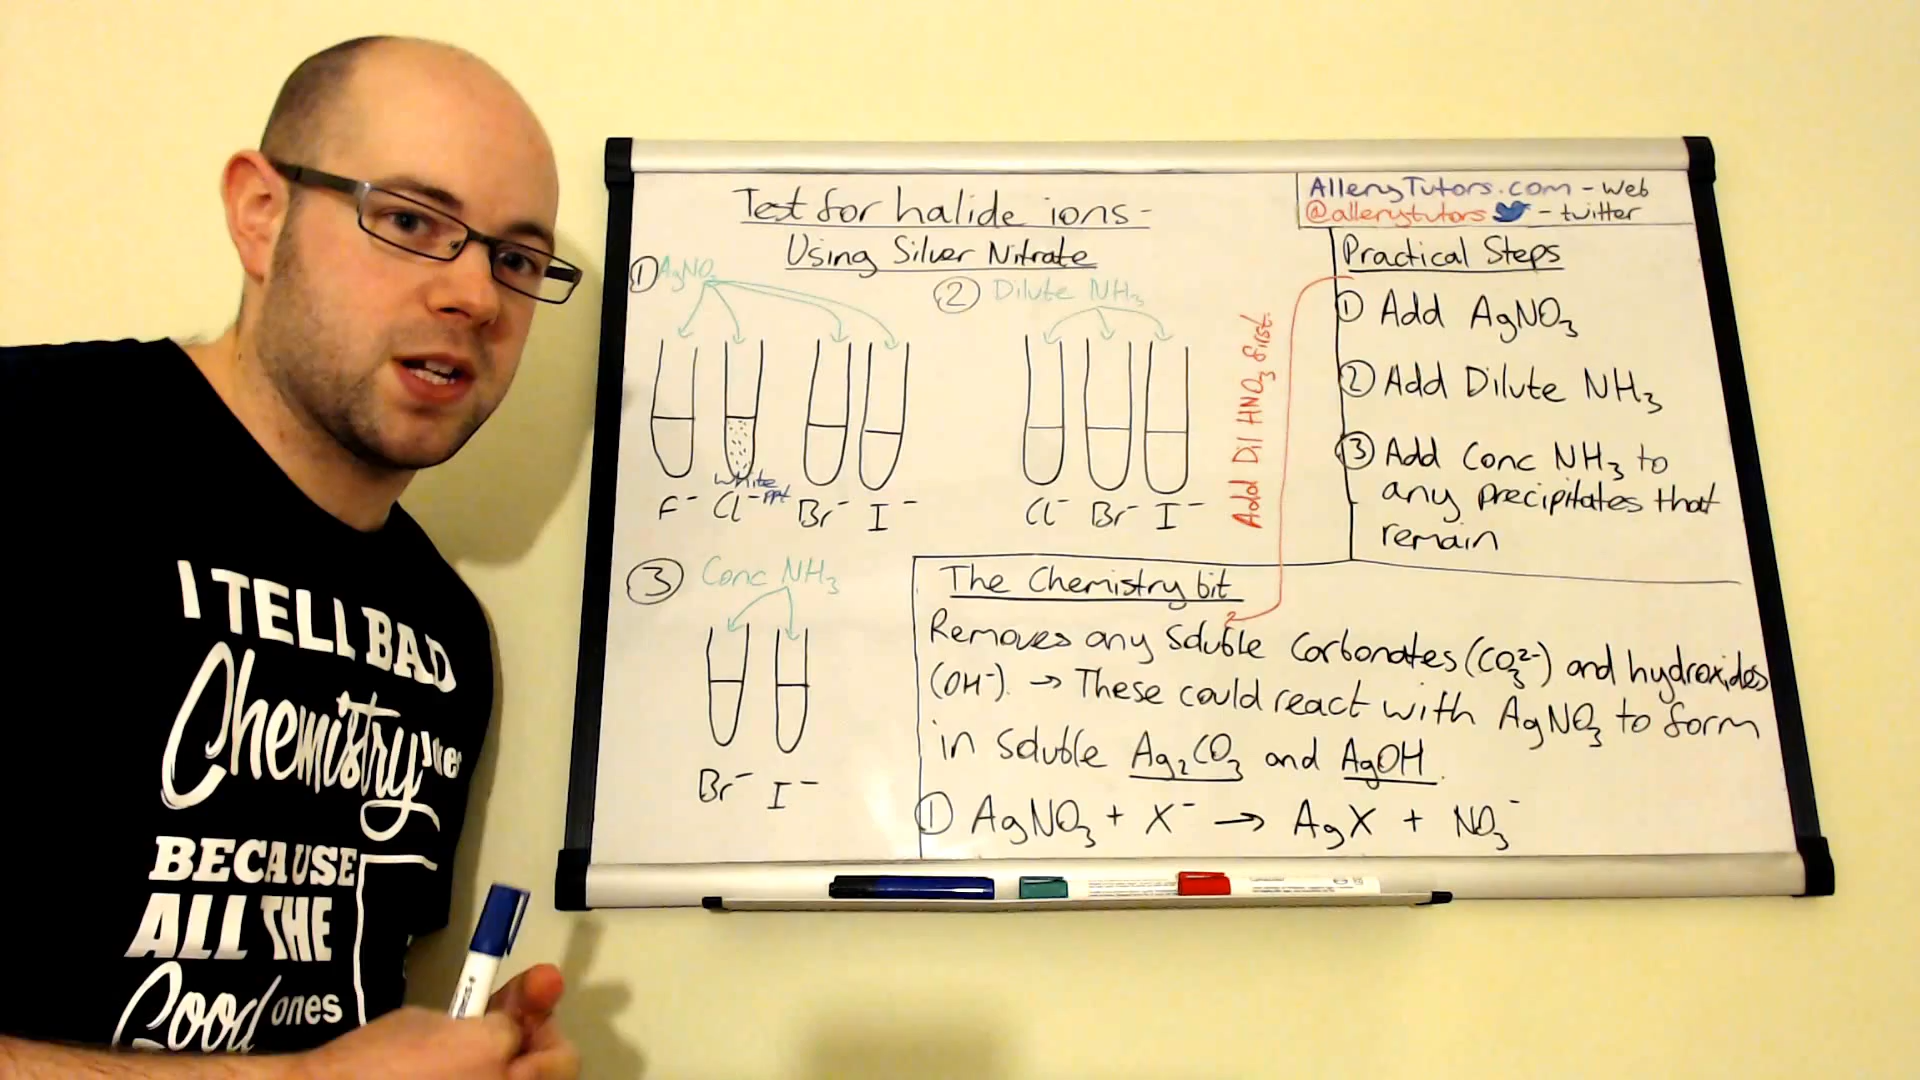 Test for halide ions -
Using Silver Nitrate
AlleryTutors.com - Web
@allerytutors - twitter
① AgNO3
F⁻ Cl⁻ Br⁻ I⁻
white ppt
② Dilute NH3
Cl⁻ Br⁻ I⁻
③ Conc NH3
Br⁻ I⁻
Add Dil HNO3 first.
Practical Steps
① Add AgNO3
② Add Dilute NH3
③ Add Conc NH3 to
any precipitates that
remain
The Chemistry bit
Removes any soluble Carbonates (CO3²⁻) and hydroxides
(OH⁻). → These could react with AgNO3 to form
in soluble Ag2CO3 and AgOH.
① AgNO3 + X⁻ → AgX + NO3⁻
I TELL BAD
Chemistry
BECAUSE
ALL THE
Good ones